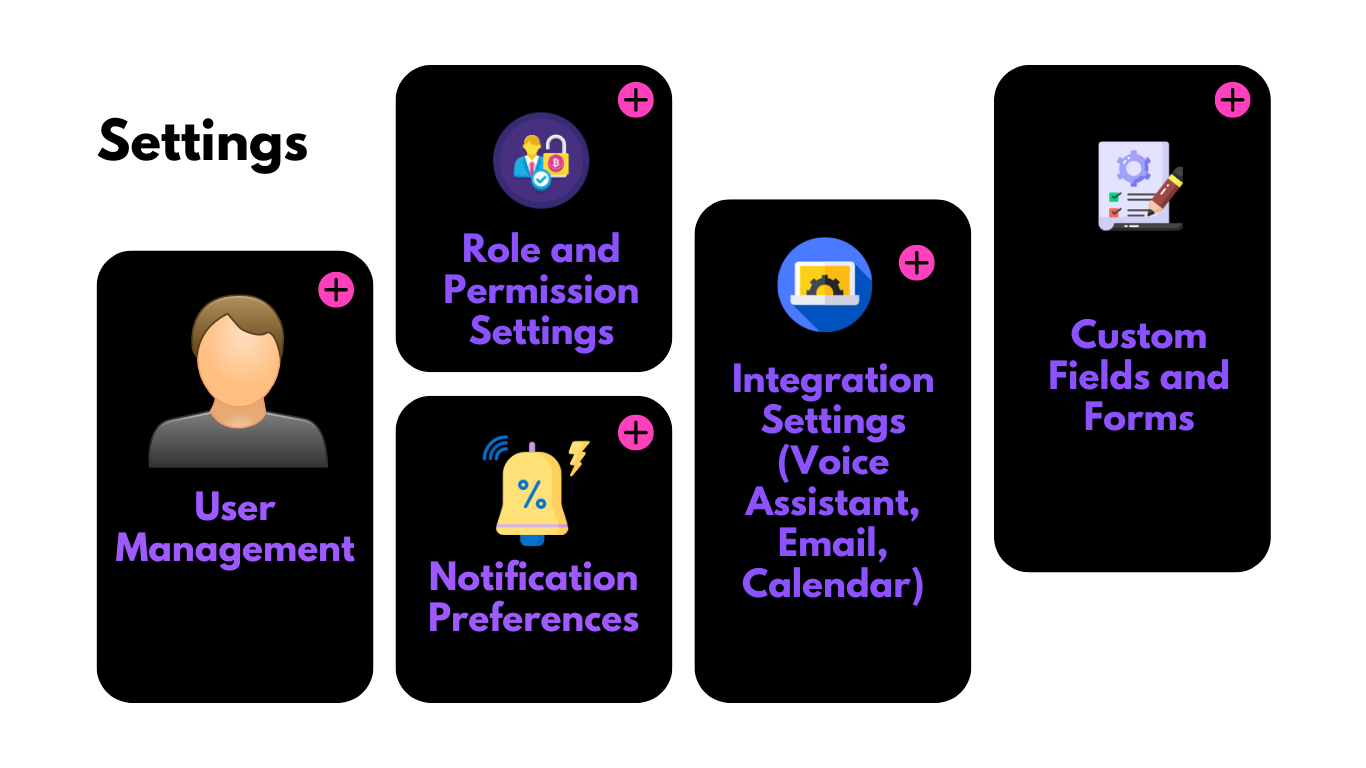 Settings
User
Management
Role and
Permission
Settings
Notification
Preferences
Integration
Settings
(Voice
Assistant,
Email,
Calendar)
Custom
Fields and
Forms